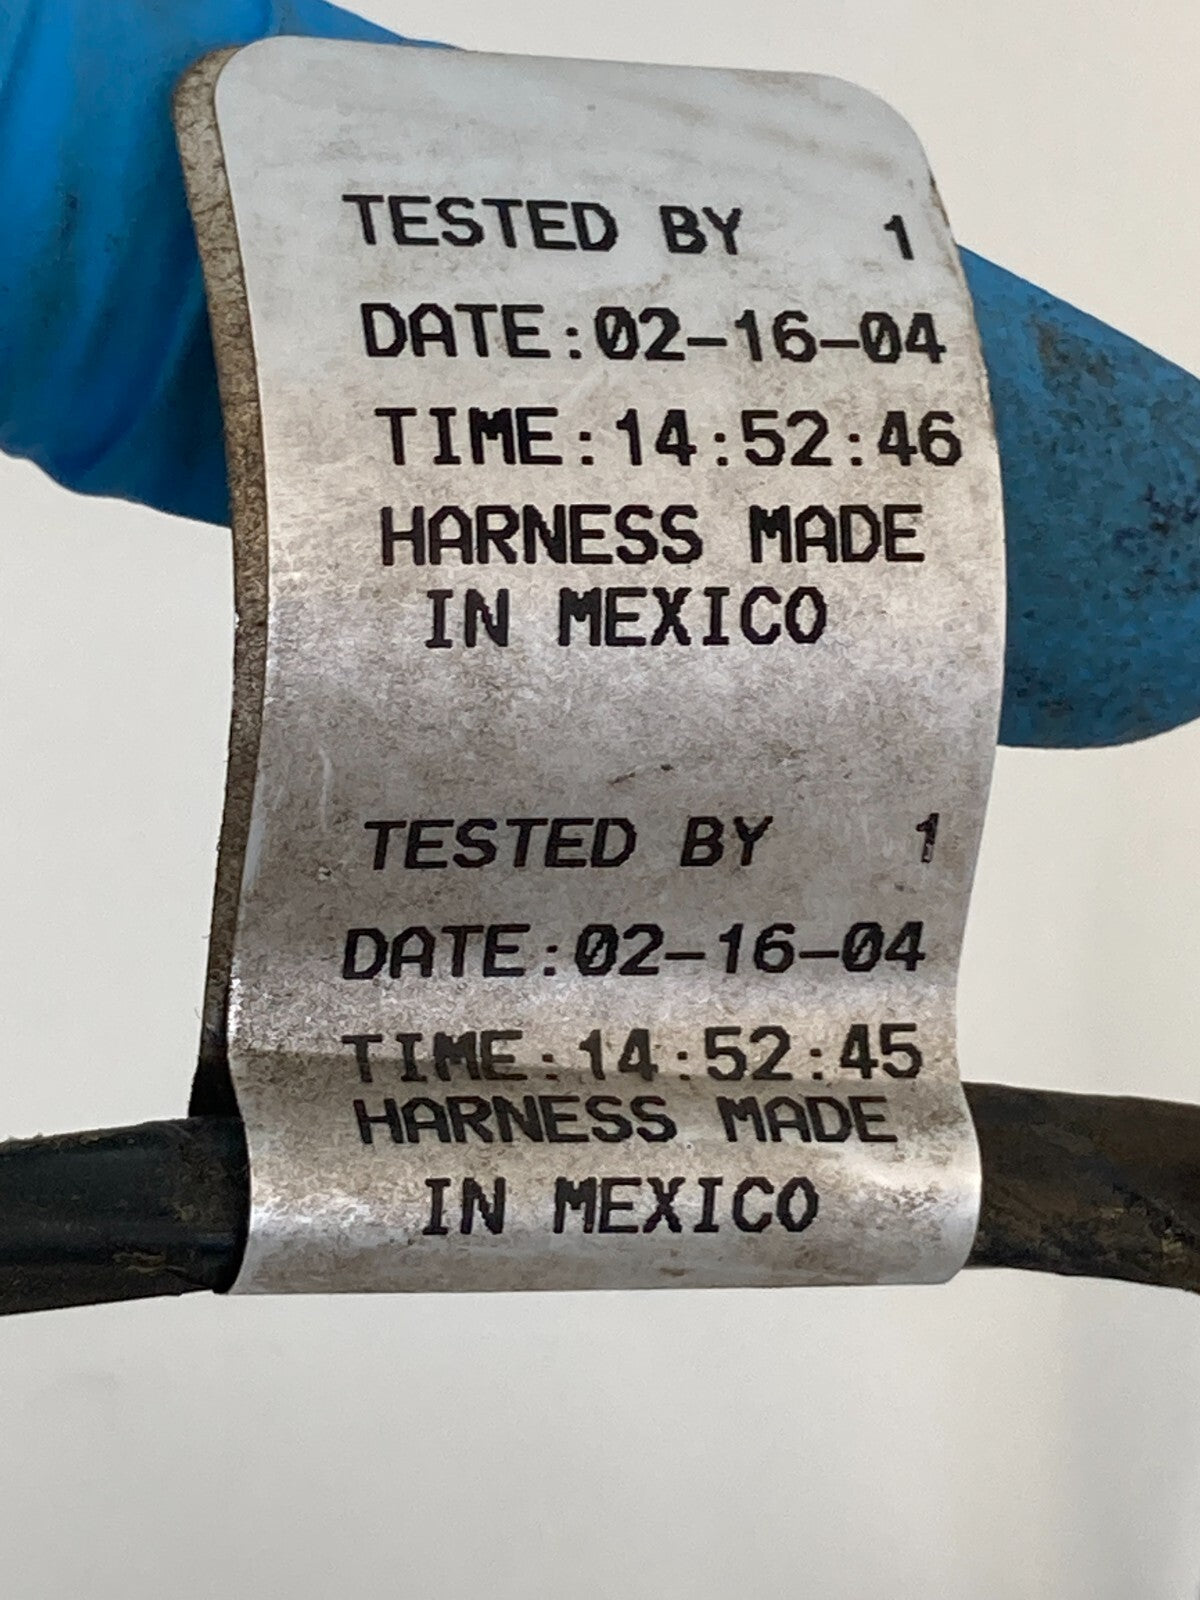 TESTED BY 1
DATE:02-16-04
TIME:14:52:46
HARNESS MADE
IN MEXICO
TESTED BY 1
DATE:02-16-04
TIME:14:52:45
HARNESS MADE
IN MEXICO